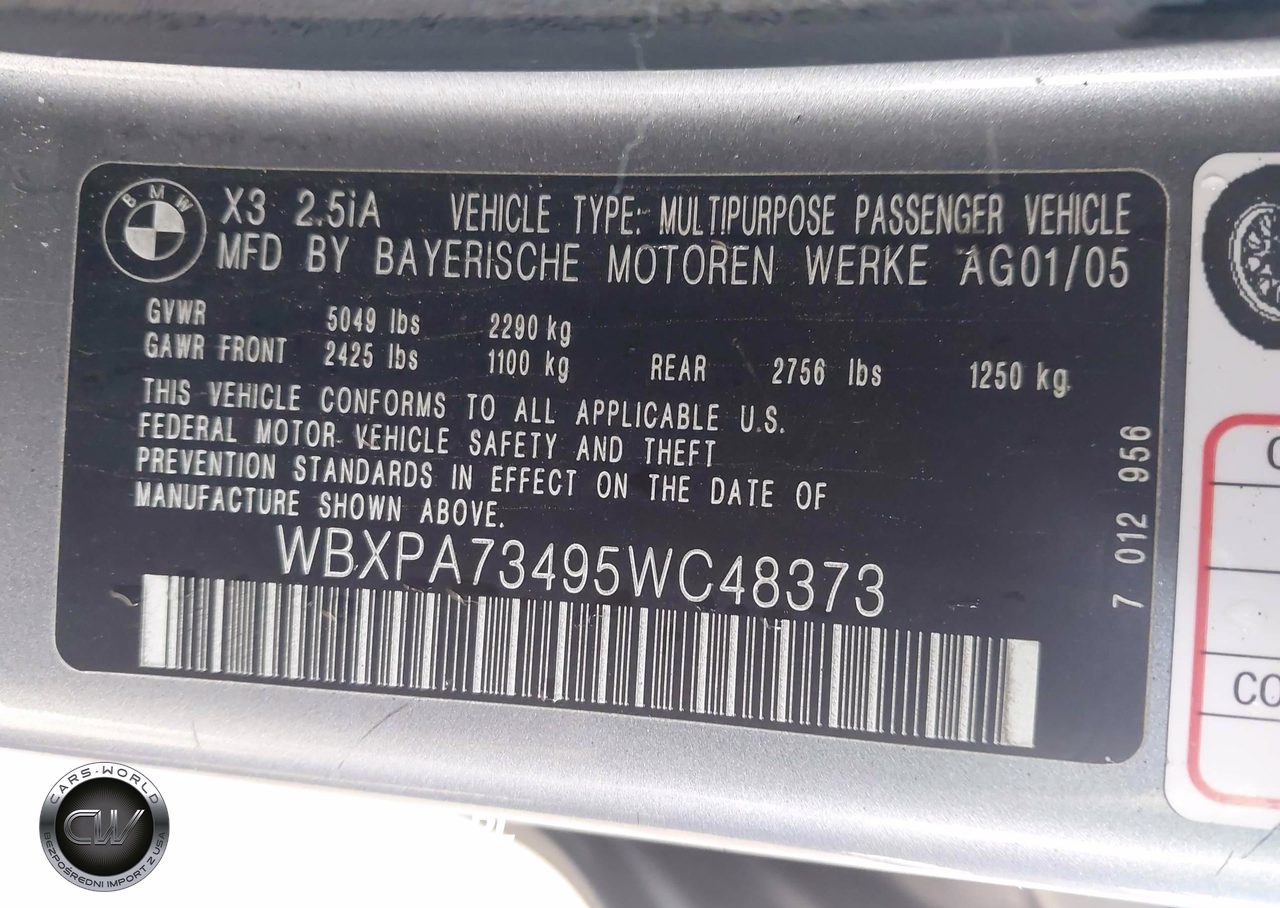 BMW
X3 2.5iA VEHICLE TYPE: MULTIPURPOSE PASSENGER VEHICLE
MFD BY BAYERISCHE MOTOREN WERKE AG01/05
GVWR 5049 lbs 2290 kg
GAWR FRONT 2425 lbs 1100 kg REAR 2756 lbs 1250 kg
THIS VEHICLE CONFORMS TO ALL APPLICABLE U.S.
FEDERAL MOTOR VEHICLE SAFETY AND THEFT
PREVENTION STANDARDS IN EFFECT ON THE DATE OF
MANUFACTURE SHOWN ABOVE.
WBXPA73495WC48373
7 012 956
CO
CARS-WORLD
CW
BEZPOŚREDNI IMPORT Z USA